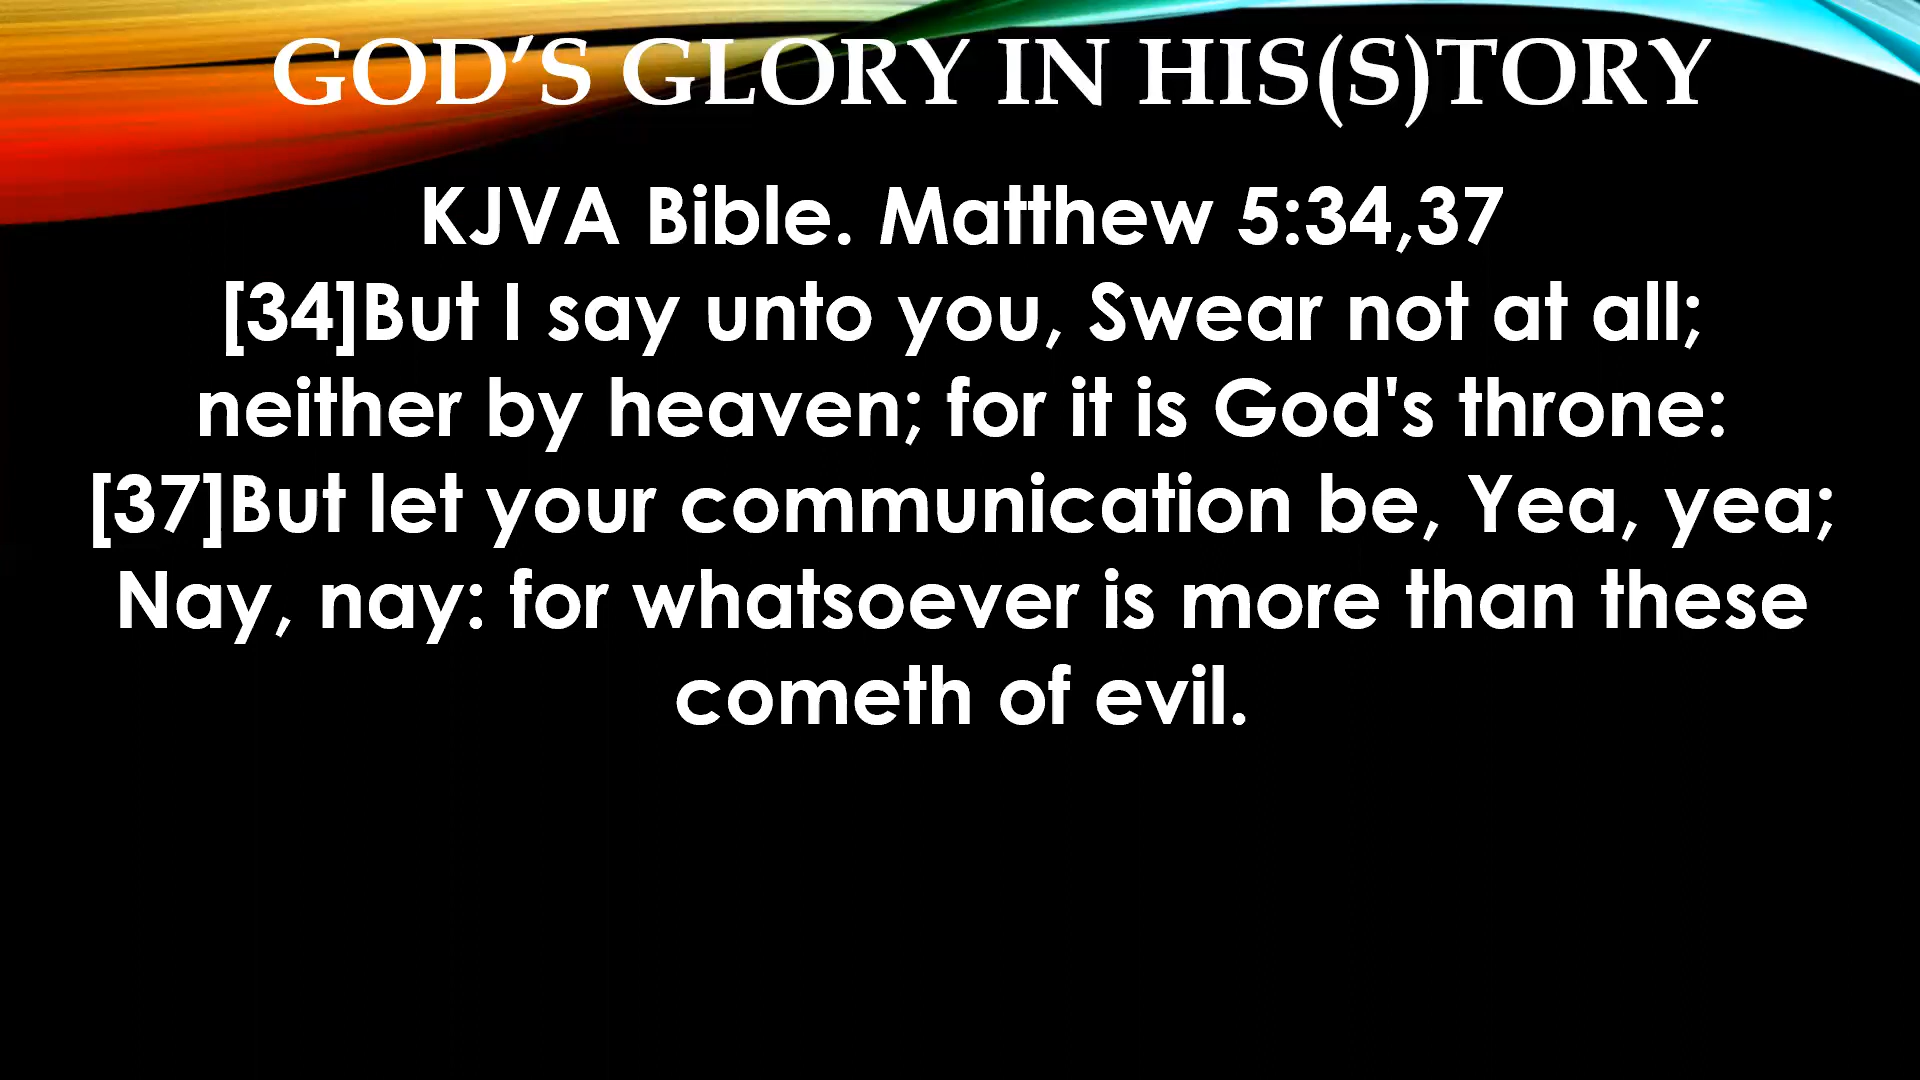 GOD’S GLORY IN HIS(S)TORY
KJVA Bible. Matthew 5:34,37
[34]But I say unto you, Swear not at all;
neither by heaven; for it is God's throne:
[37]But let your communication be, Yea, yea;
Nay, nay: for whatsoever is more than these
cometh of evil.